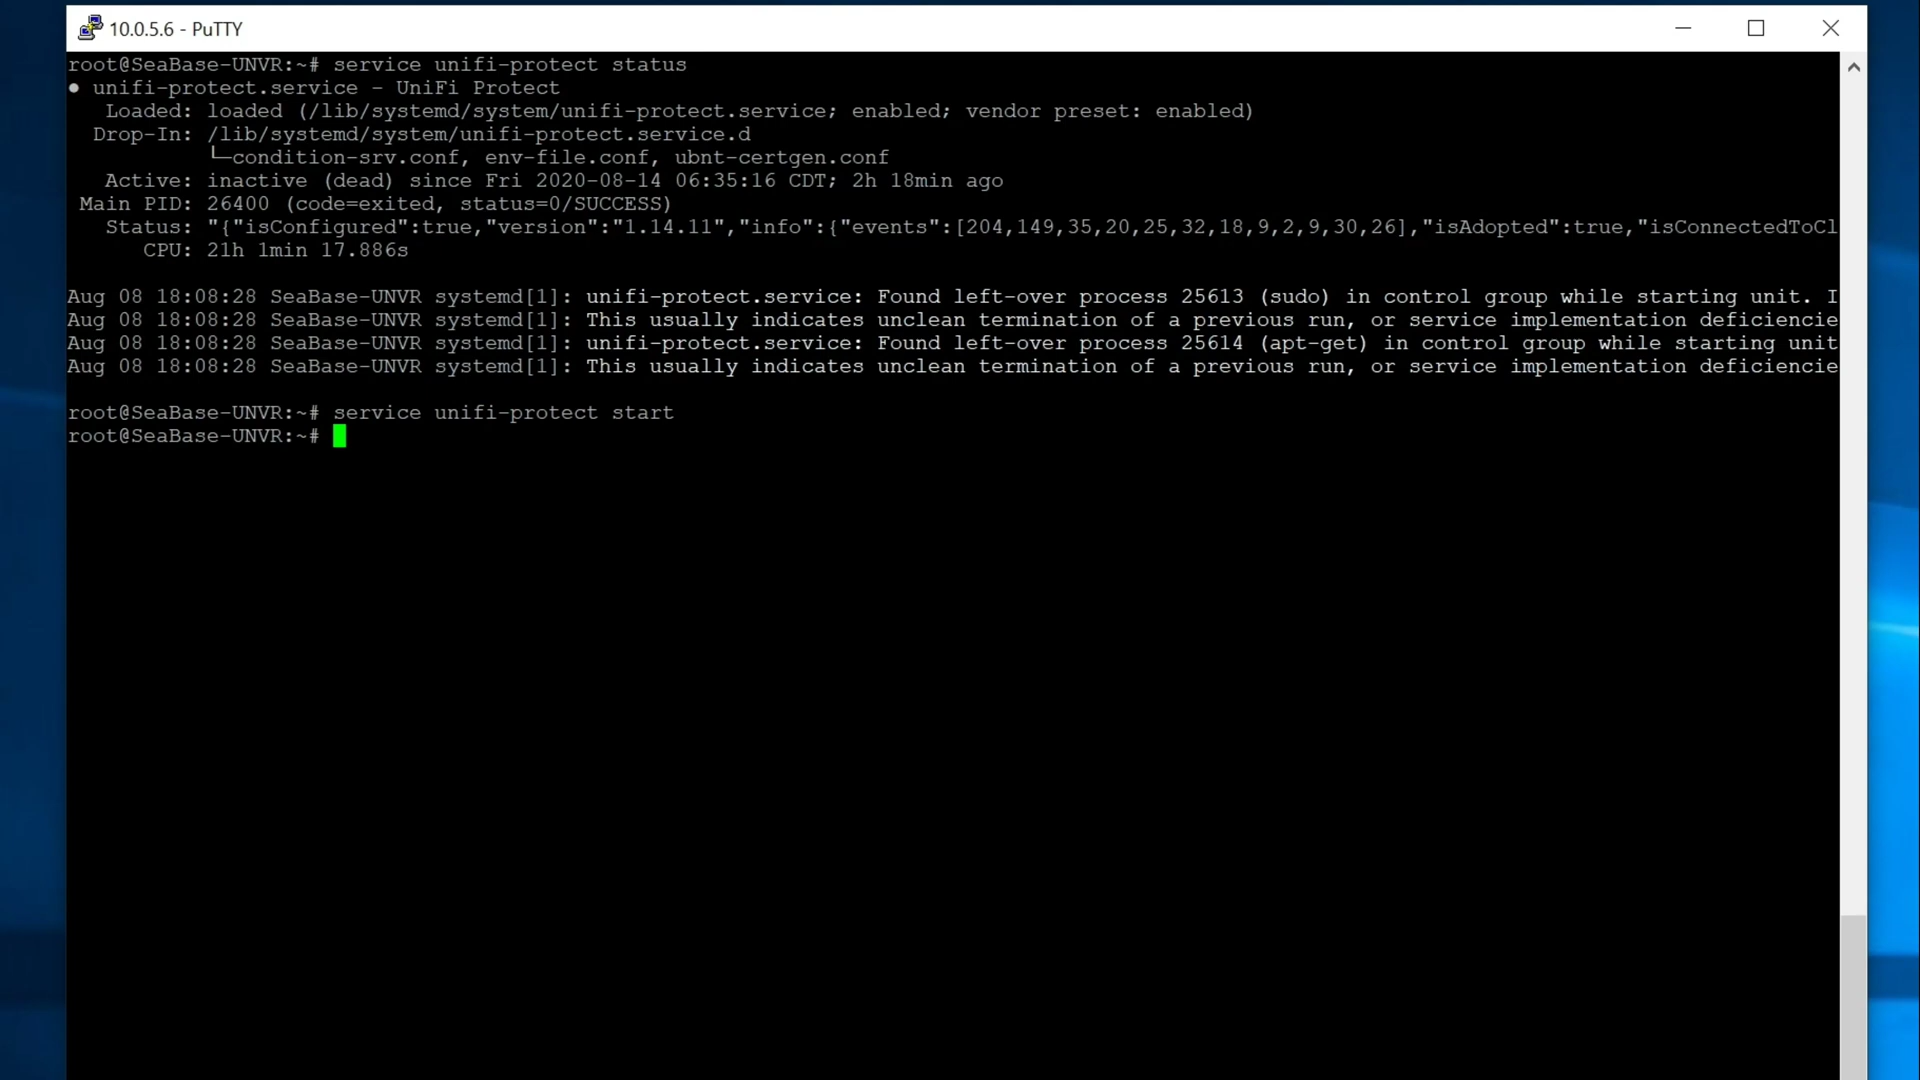 10.0.5.6 - PuTTY
root@SeaBase-UNVR:~# service unifi-protect status
● unifi-protect.service - UniFi Protect
Loaded: loaded (/lib/systemd/system/unifi-protect.service; enabled; vendor preset: enabled)
Drop-In: /lib/systemd/system/unifi-protect.service.d
└─condition-srv.conf, env-file.conf, ubnt-certgen.conf
Active: inactive (dead) since Fri 2020-08-14 06:35:16 CDT; 2h 18min ago
Main PID: 26400 (code=exited, status=0/SUCCESS)
Status: "{"isConfigured":true,"version":"1.14.11","info":{"events":[204,149,35,20,25,32,18,9,2,9,30,26],"isAdopted":true,"isConnectedToCl
CPU: 21h 1min 17.886s
Aug 08 18:08:28 SeaBase-UNVR systemd[1]: unifi-protect.service: Found left-over process 25613 (sudo) in control group while starting unit. I
Aug 08 18:08:28 SeaBase-UNVR systemd[1]: This usually indicates unclean termination of a previous run, or service implementation deficiencie
Aug 08 18:08:28 SeaBase-UNVR systemd[1]: unifi-protect.service: Found left-over process 25614 (apt-get) in control group while starting unit
Aug 08 18:08:28 SeaBase-UNVR systemd[1]: This usually indicates unclean termination of a previous run, or service implementation deficiencie
root@SeaBase-UNVR:~# service unifi-protect start
root@SeaBase-UNVR:~#